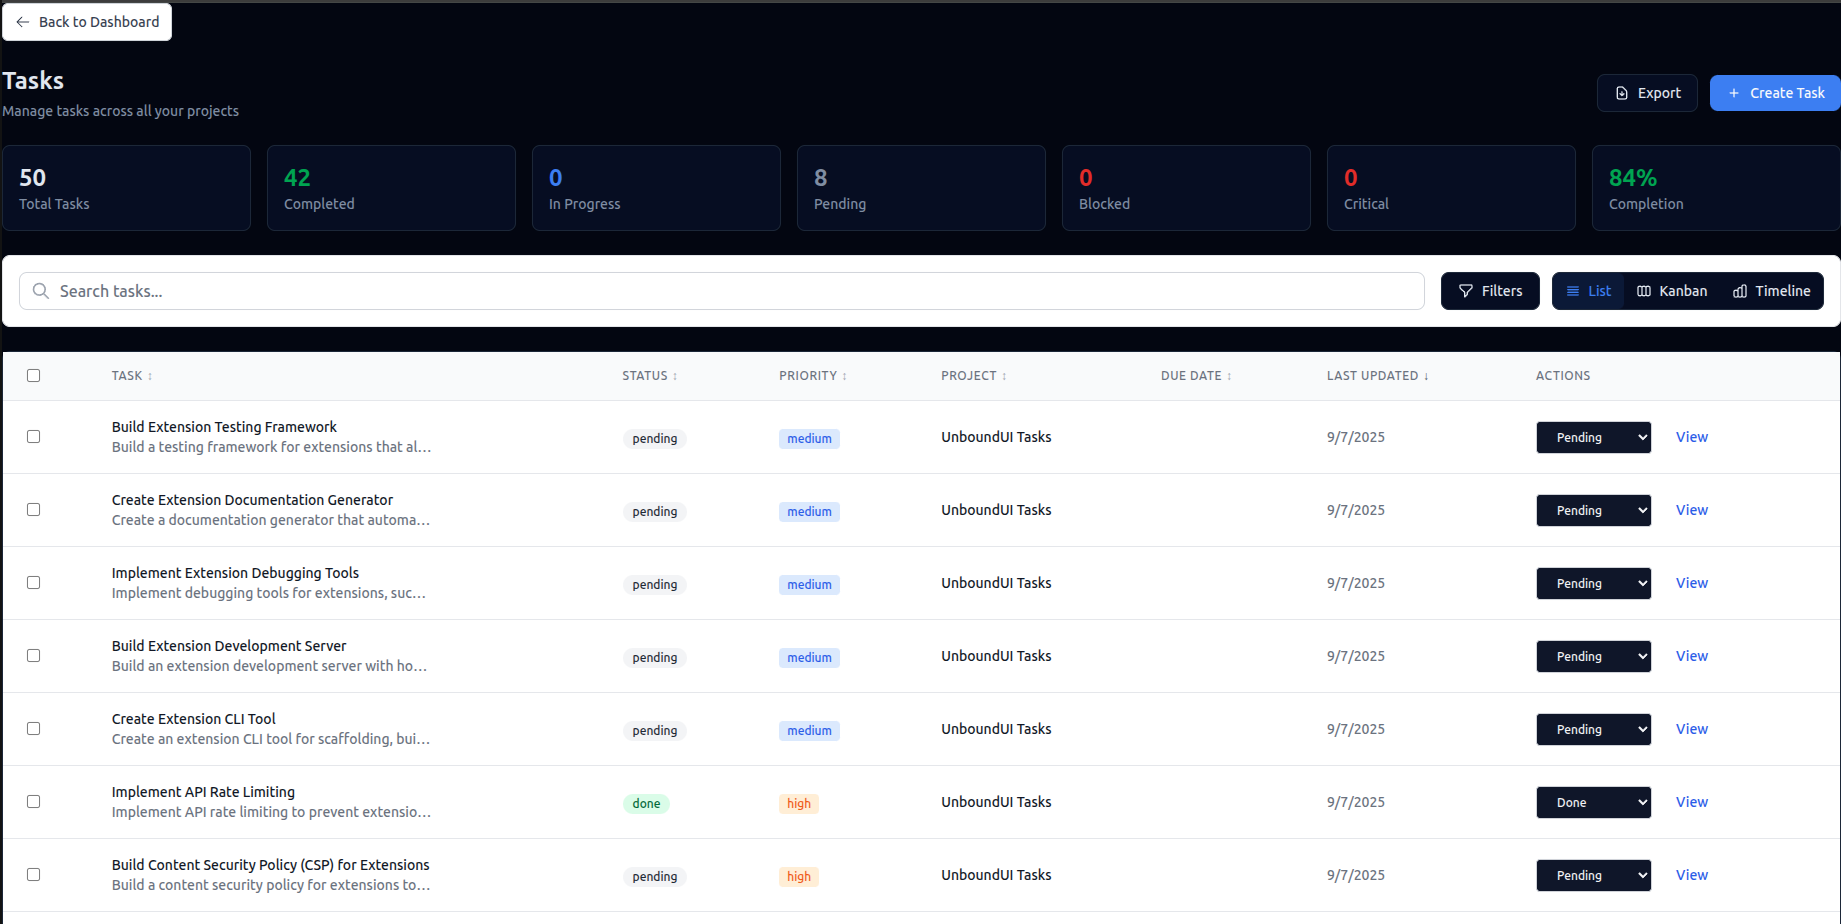 ← Back to Dashboard
Tasks
Manage tasks across all your projects
Export
+ Create Task
50
Total Tasks
42
Completed
0
In Progress
8
Pending
0
Blocked
0
Critical
84%
Completion
Search tasks...
Filters
List
Kanban
Timeline
TASK ↕ STATUS ↕ PRIORITY ↕ PROJECT ↕ DUE DATE ↕ LAST UPDATED ↓ ACTIONS
Build Extension Testing Framework
Build a testing framework for extensions that al...
pending medium UnboundUI Tasks 9/7/2025 Pending View
Create Extension Documentation Generator
Create a documentation generator that automa...
pending medium UnboundUI Tasks 9/7/2025 Pending View
Implement Extension Debugging Tools
Implement debugging tools for extensions, suc...
pending medium UnboundUI Tasks 9/7/2025 Pending View
Build Extension Development Server
Build an extension development server with ho...
pending medium UnboundUI Tasks 9/7/2025 Pending View
Create Extension CLI Tool
Create an extension CLI tool for scaffolding, bui...
pending medium UnboundUI Tasks 9/7/2025 Pending View
Implement API Rate Limiting
Implement API rate limiting to prevent extensio...
done high UnboundUI Tasks 9/7/2025 Done View
Build Content Security Policy (CSP) for Extensions
Build a content security policy for extensions to...
pending high UnboundUI Tasks 9/7/2025 Pending View